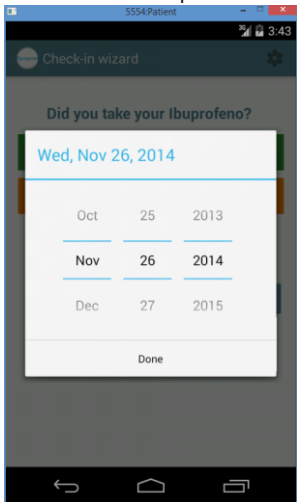 5554:Patient
3G 3:43
Check-in wizard
Did you take your Ibuprofeno?
Wed, Nov 26, 2014
Oct 25 2013
Nov 26 2014
Dec 27 2015
Done